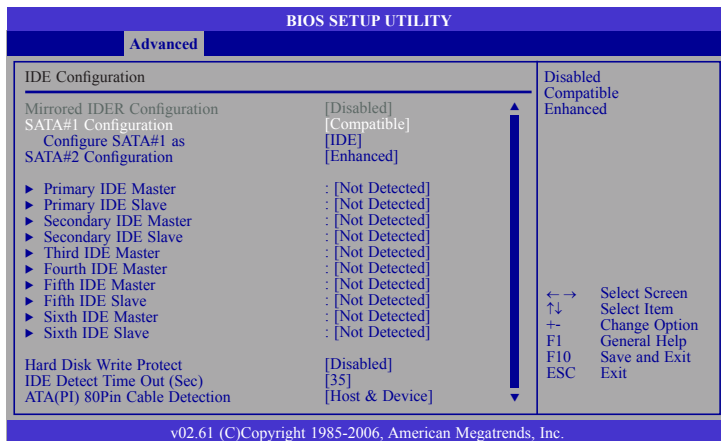 BIOS SETUP UTILITY
Advanced
IDE Configuration
Mirrored IDER Configuration [Disabled]
SATA#1 Configuration [Compatible]
Configure SATA#1 as [IDE]
SATA#2 Configuration [Enhanced]
► Primary IDE Master : [Not Detected]
► Primary IDE Slave : [Not Detected]
► Secondary IDE Master : [Not Detected]
► Secondary IDE Slave : [Not Detected]
► Third IDE Master : [Not Detected]
► Fourth IDE Master : [Not Detected]
► Fifth IDE Master : [Not Detected]
► Fifth IDE Slave : [Not Detected]
► Sixth IDE Master : [Not Detected]
► Sixth IDE Slave : [Not Detected]
Hard Disk Write Protect [Disabled]
IDE Detect Time Out (Sec) [35]
ATA(PI) 80Pin Cable Detection [Host & Device]
Disabled
Compatible
Enhanced
←→ Select Screen
↑↓ Select Item
+- Change Option
F1 General Help
F10 Save and Exit
ESC Exit
v02.61 (C)Copyright 1985-2006, American Megatrends, Inc.